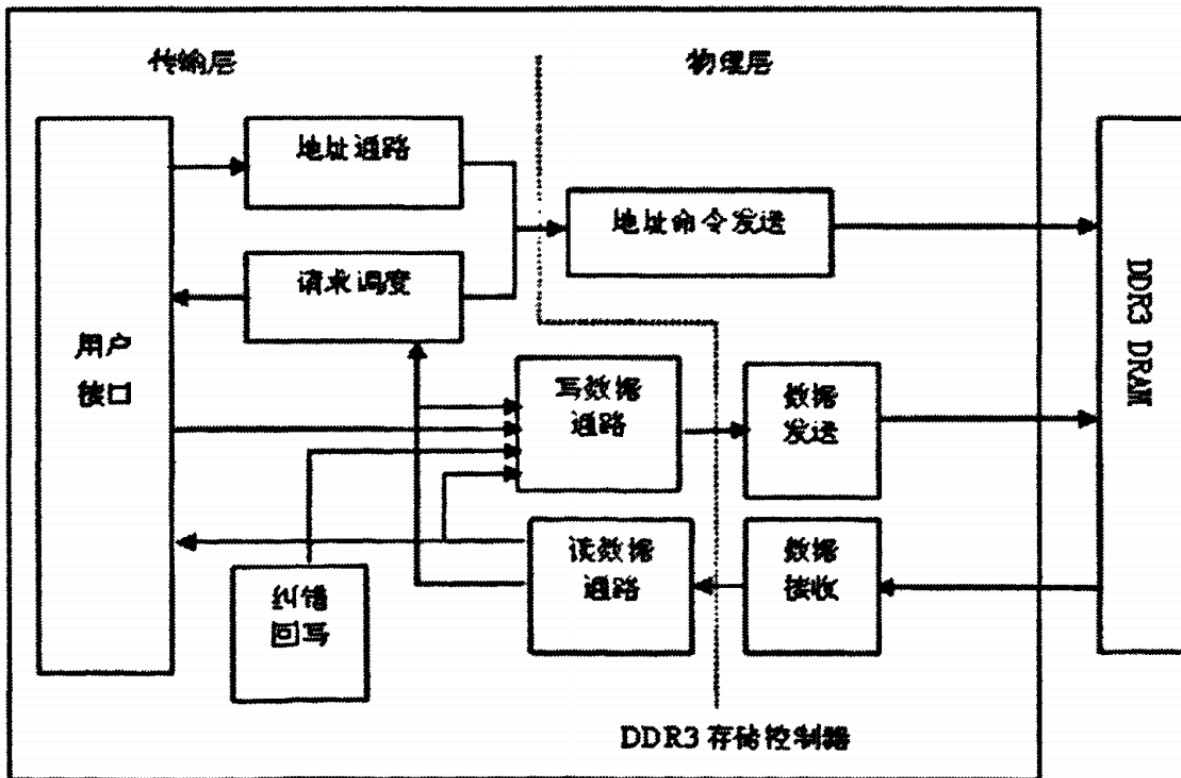 传输层
物理层
地址通路
地址命令发送
请求调度
用户
接口
写数据
通路
数据
发送
读数据
通路
数据
接收
纠错
回写
DDR3 DRAM
DDR3 存储控制器